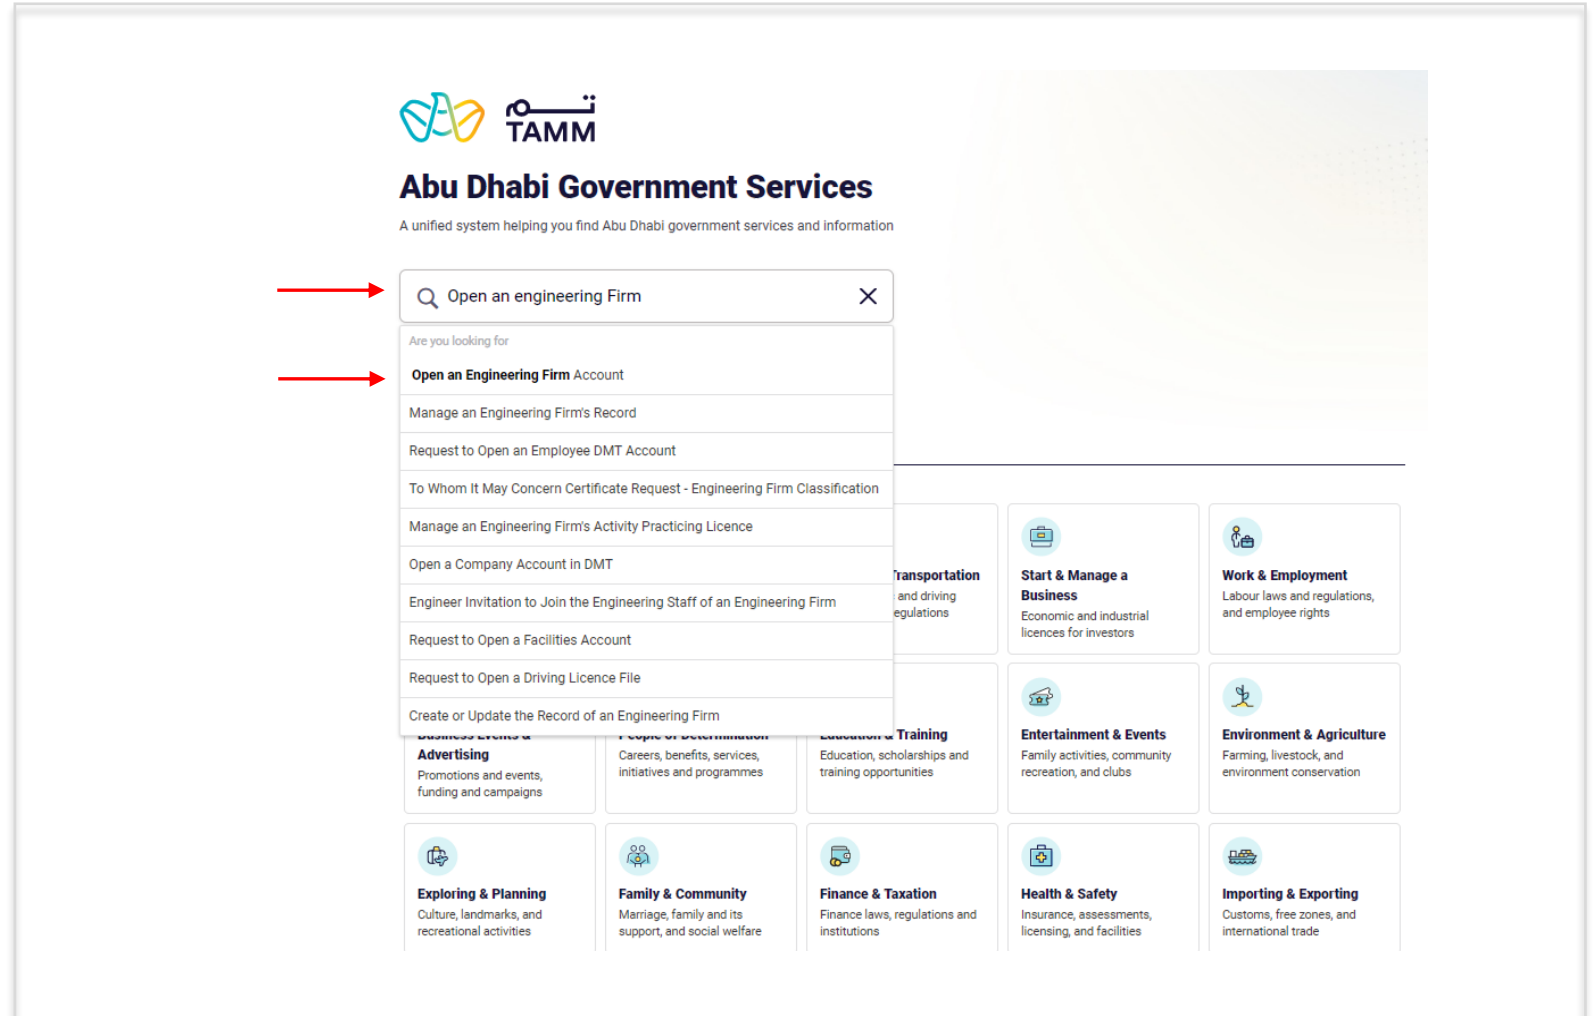 تـــم
TAMM
Abu Dhabi Government Services
A unified system helping you find Abu Dhabi government services and information
Open an engineering Firm
Are you looking for
Open an Engineering Firm Account
Manage an Engineering Firm's Record
Request to Open an Employee DMT Account
To Whom It May Concern Certificate Request - Engineering Firm Classification
Manage an Engineering Firm's Activity Practicing Licence
Open a Company Account in DMT
Engineer Invitation to Join the Engineering Staff of an Engineering Firm
Request to Open a Facilities Account
Request to Open a Driving Licence File
Create or Update the Record of an Engineering Firm
Transportation
and driving
regulations
Start & Manage a
Business
Economic and industrial
licences for investors
Work & Employment
Labour laws and regulations,
and employee rights
Business Events &
Advertising
Promotions and events,
funding and campaigns
People of Determination
Careers, benefits, services,
initiatives and programmes
Education & Training
Education, scholarships and
training opportunities
Entertainment & Events
Family activities, community
recreation, and clubs
Environment & Agriculture
Farming, livestock, and
environment conservation
Exploring & Planning
Culture, landmarks, and
recreational activities
Family & Community
Marriage, family and its
support, and social welfare
Finance & Taxation
Finance laws, regulations and
institutions
Health & Safety
Insurance, assessments,
licensing, and facilities
Importing & Exporting
Customs, free zones, and
international trade